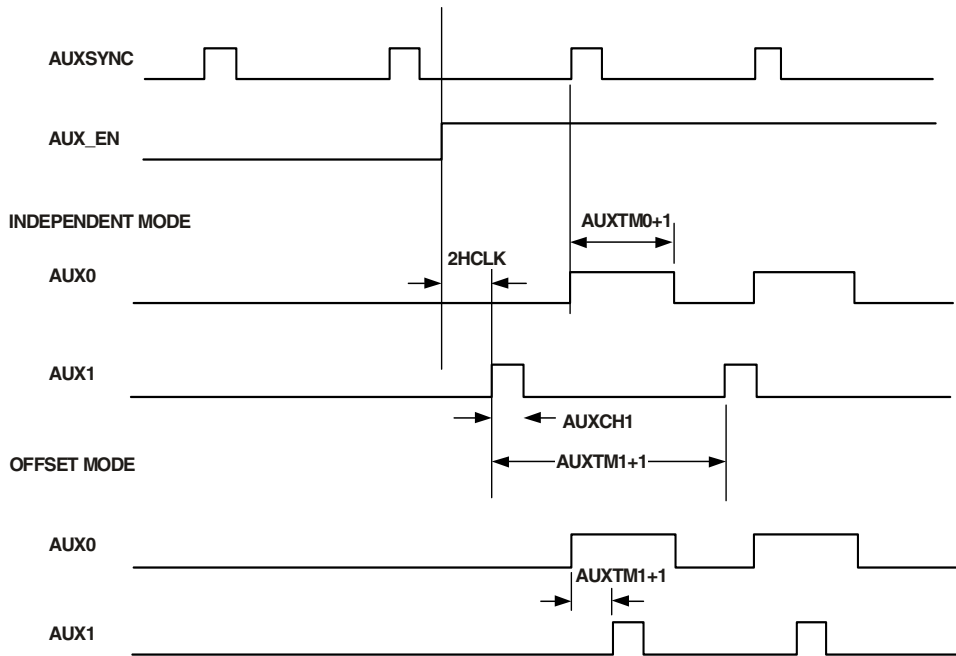 AUXSYNC
AUX_EN
INDEPENDENT MODE
AUXTM0+1
2HCLK
AUX0
AUX1
AUXCH1
AUXTM1+1
OFFSET MODE
AUX0
AUXTM1+1
AUX1